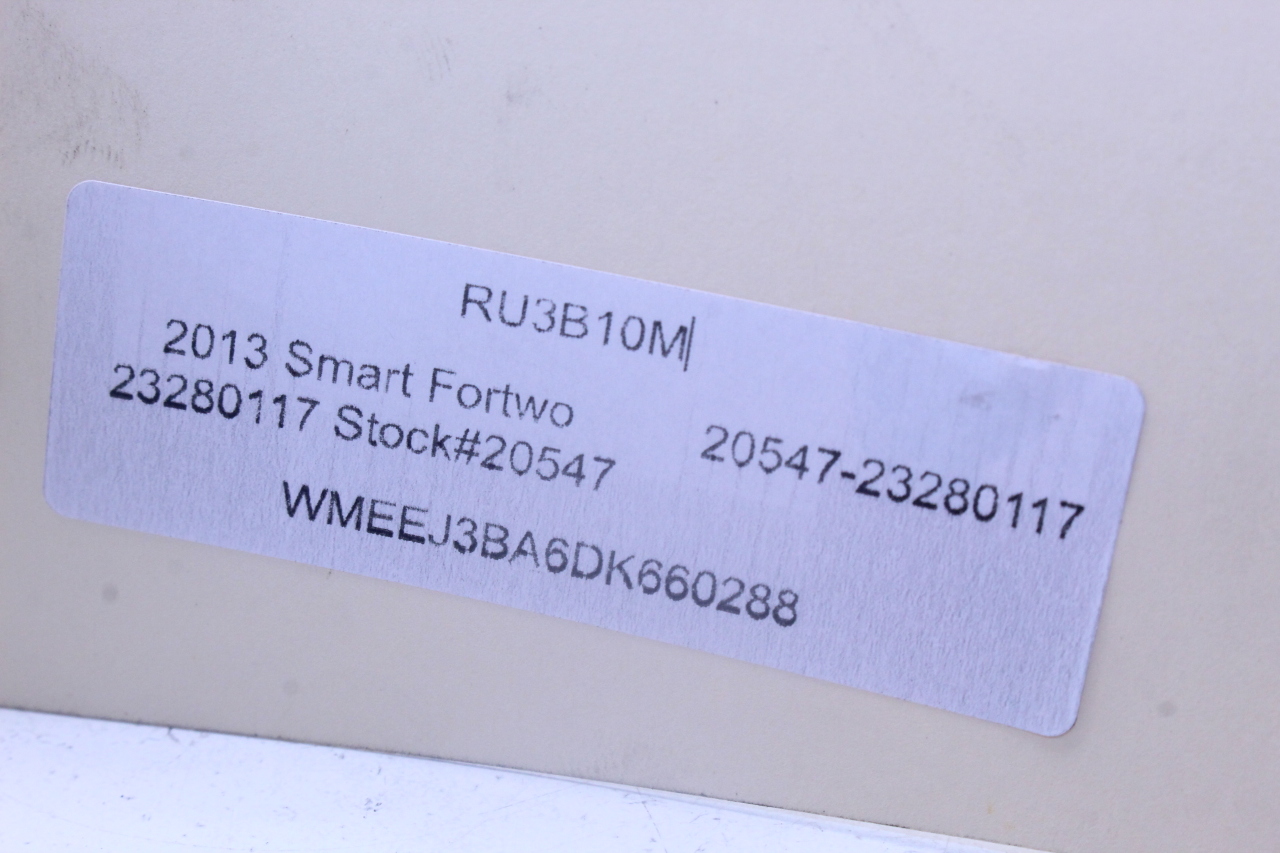 RU3B10M|
2013 Smart Fortwo
23280117 Stock#20547 20547-23280117
WMEEJ3BA6DK660288